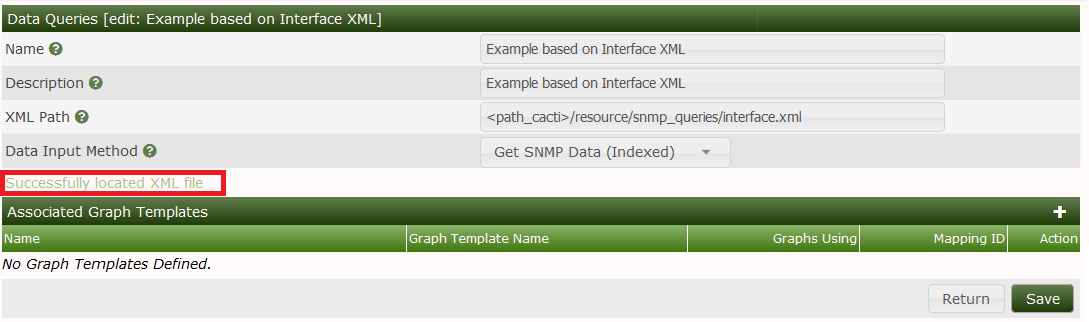 Data Queries [edit: Example based on Interface XML]
Name ? Example based on Interface XML
Description ? Example based on Interface XML
XML Path ? <path_cacti>/resource/snmp_queries/interface.xml
Data Input Method ? Get SNMP Data (Indexed)
Successfully located XML file
Associated Graph Templates +
Name Graph Template Name Graphs Using Mapping ID Action
No Graph Templates Defined.
Return Save